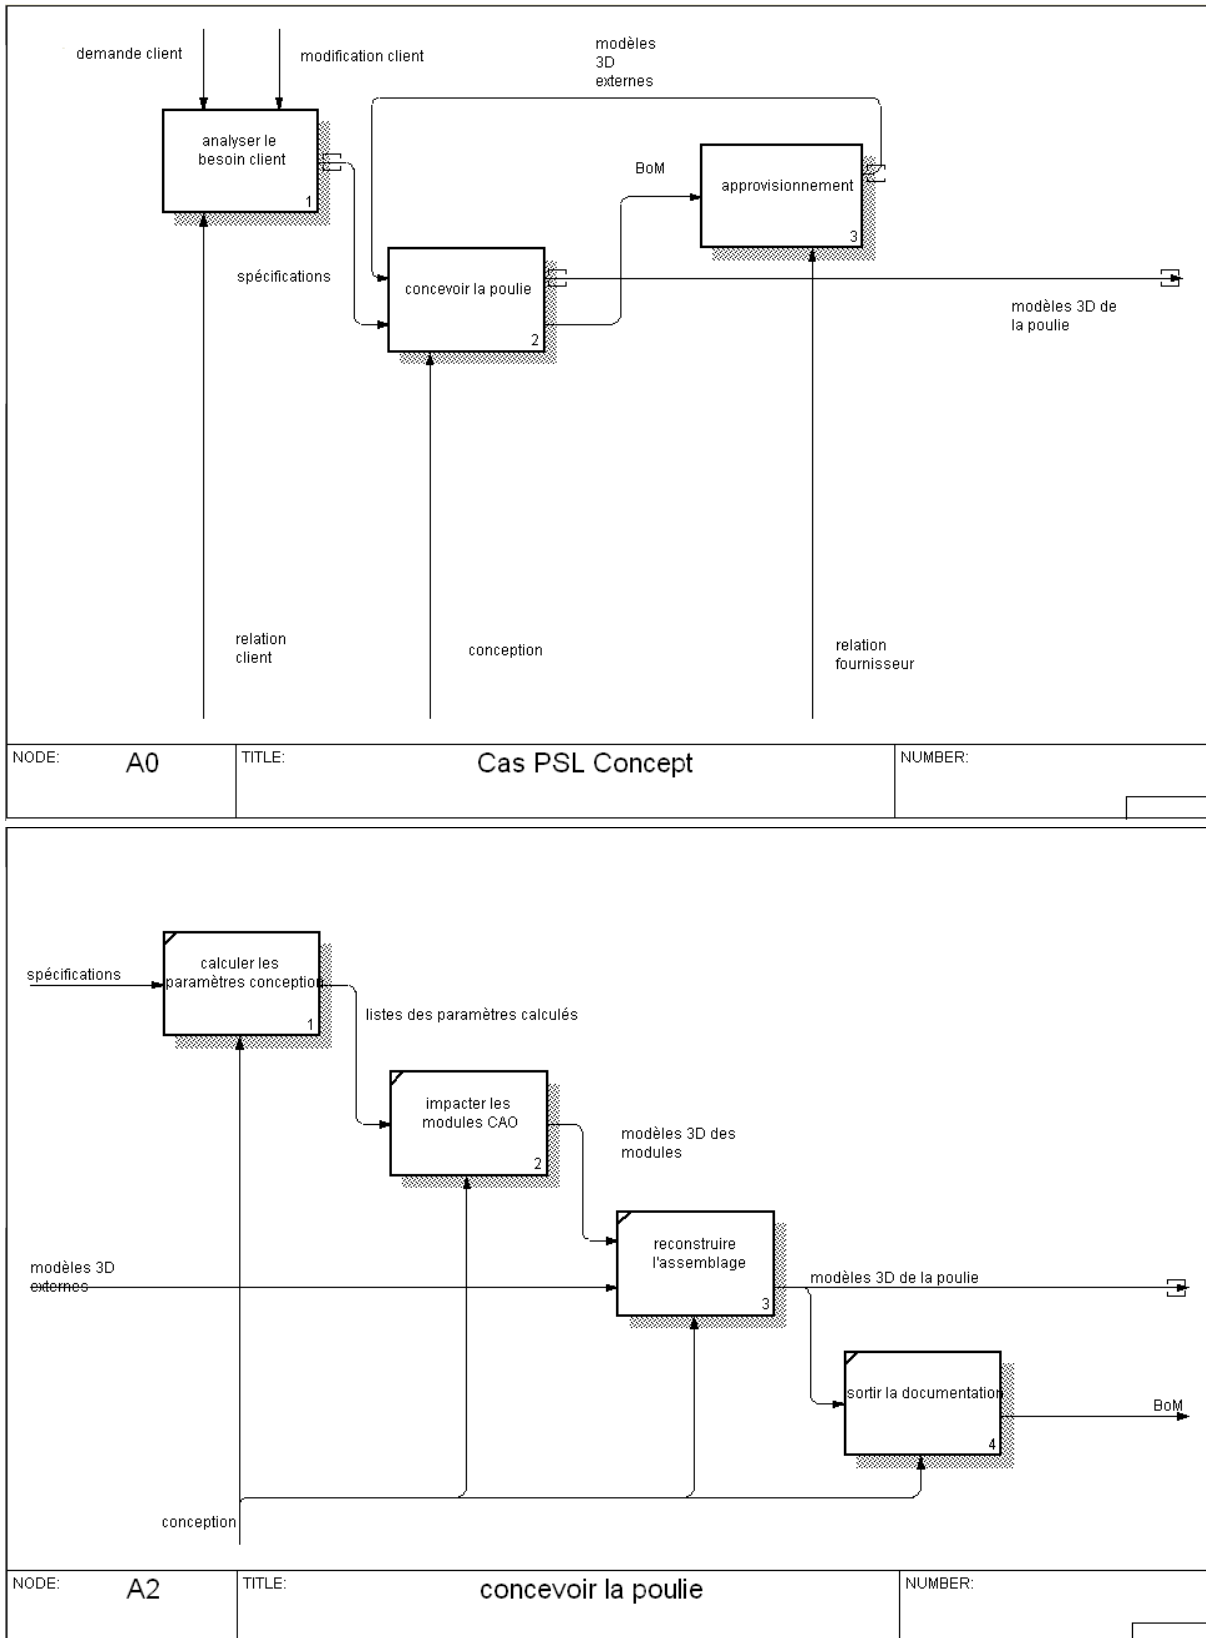 demande client
modification client
modèles
3D
externes
analyser le
besoin client
1
BoM
approvisionnement
3
spécifications
concevoir la poulie
2
modèles 3D de
la poulie
relation
client
conception
relation
fournisseur
NODE:
A0
TITLE:
Cas PSL Concept
NUMBER:
spécifications
calculer les
paramètres conception
1
listes des paramètres calculés
impacter les
modules CAO
2
modèles 3D des
modules
modèles 3D
externes
reconstruire
l'assemblage
3
modèles 3D de la poulie
sortir la documentation
4
BoM
conception
NODE:
A2
TITLE:
concevoir la poulie
NUMBER: